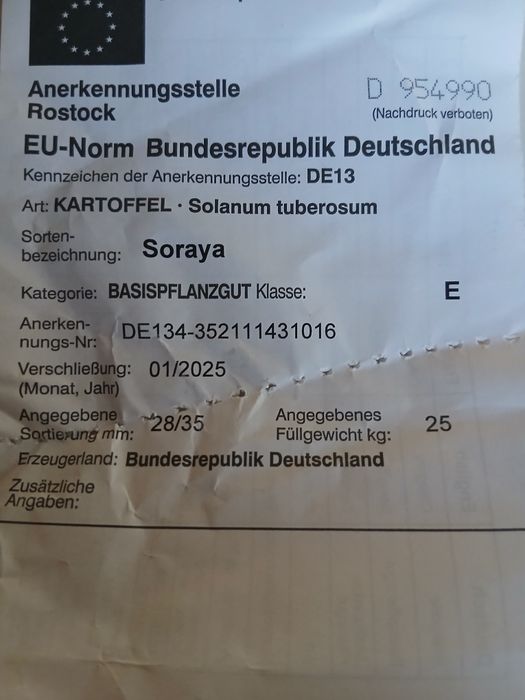 Anerkennungsstelle
Rostock
D 954990
(Nachdruck verboten)
EU-Norm Bundesrepublik Deutschland
Kennzeichen der Anerkennungsstelle: DE13
Art: KARTOFFEL · Solanum tuberosum
Sorten-
bezeichnung: Soraya
Kategorie: BASISPFLANZGUT Klasse: E
Anerken-
nungs-Nr: DE134-352111431016
Verschließung: 01/2025
(Monat, Jahr)
Angegebene
Sortierung mm: 28/35
Angegebenes
Füllgewicht kg: 25
Erzeugerland: Bundesrepublik Deutschland
Zusätzliche
Angaben: